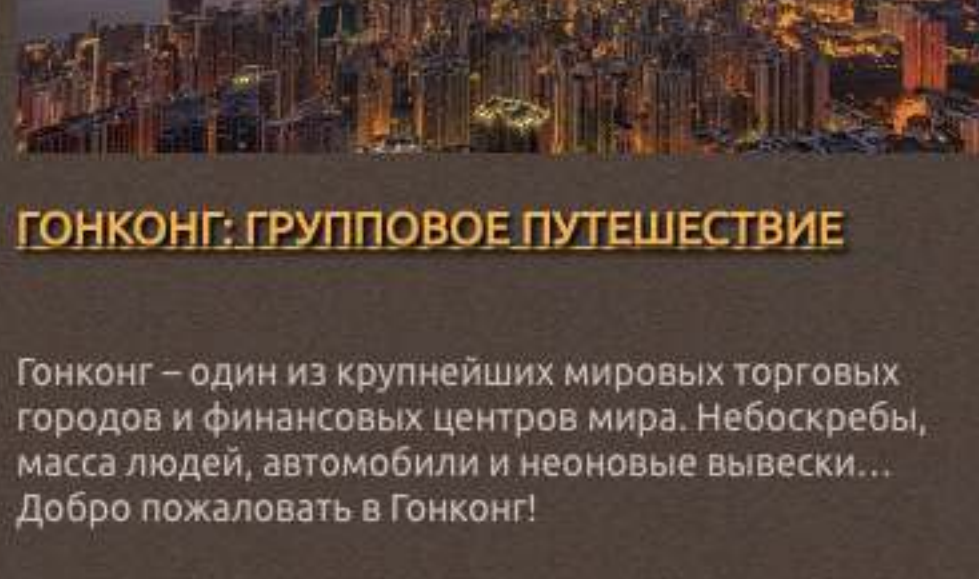 ГОНКОНГ: ГРУППОВОЕ ПУТЕШЕСТВИЕ
Гонконг – один из крупнейших мировых торговых
городов и финансовых центров мира. Небоскребы,
масса людей, автомобили и неоновые вывески...
Добро пожаловать в Гонконг!